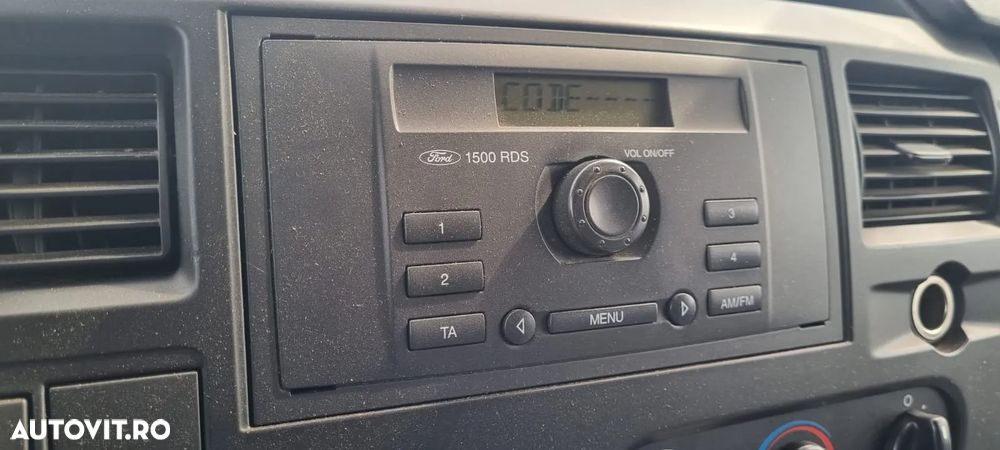 CODE----
Ford 1500 RDS
VOL ON/OFF
1
3
2
4
TA
MENU
AM/FM
O
AUTOVIT.RO